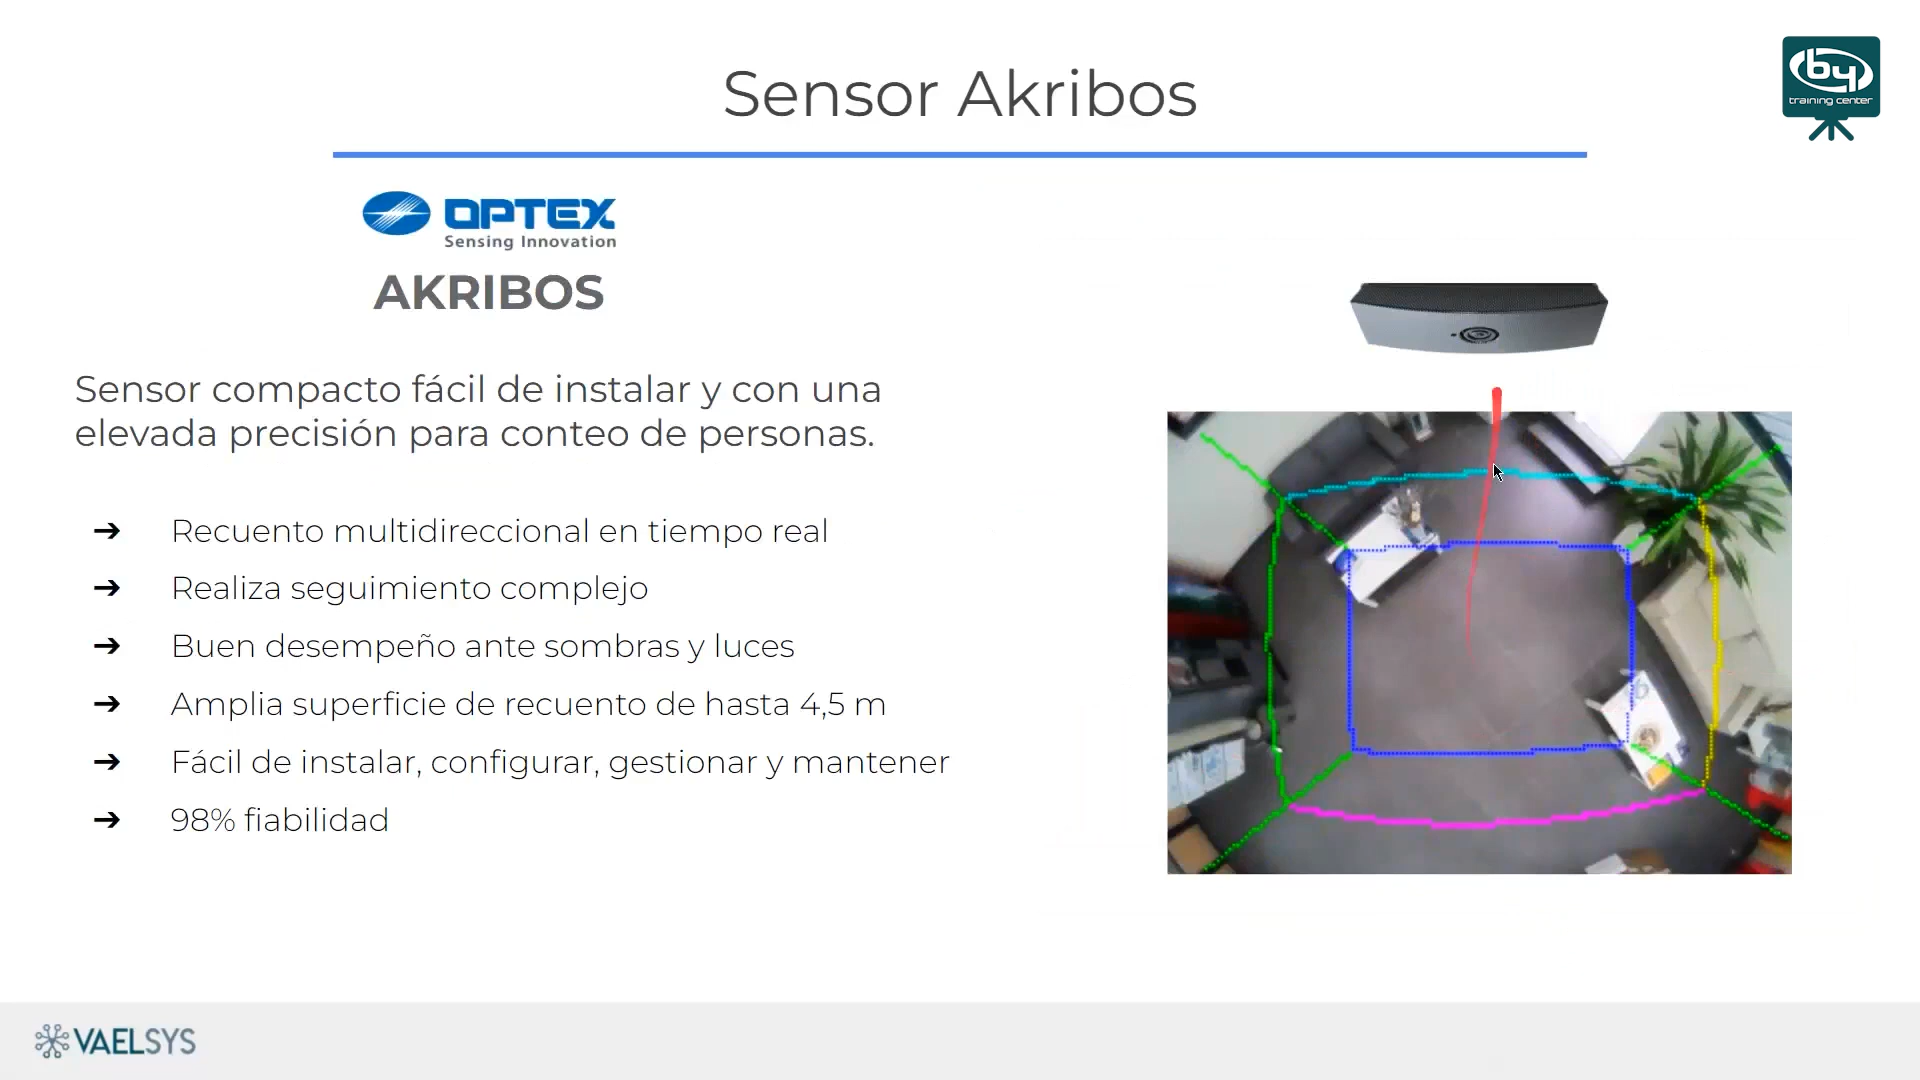 Sensor Akribos
by
training center
OPTEX
Sensing Innovation
AKRIBOS
Sensor compacto fácil de instalar y con una
elevada precisión para conteo de personas.
➔ Recuento multidireccional en tiempo real
➔ Realiza seguimiento complejo
➔ Buen desempeño ante sombras y luces
➔ Amplia superficie de recuento de hasta 4,5 m
➔ Fácil de instalar, configurar, gestionar y mantener
➔ 98% fiabilidad
VAELSYS